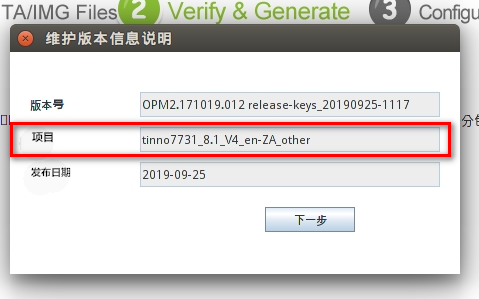 TA/IMG Files 2 Verify & Generate 3 Configu
维护版本信息说明
版本号 OPM2.171019.012 release-keys_20190925-1117
分包
项目 tinno7731_8.1_V4_en-ZA_other
发布日期 2019-09-25
下一步